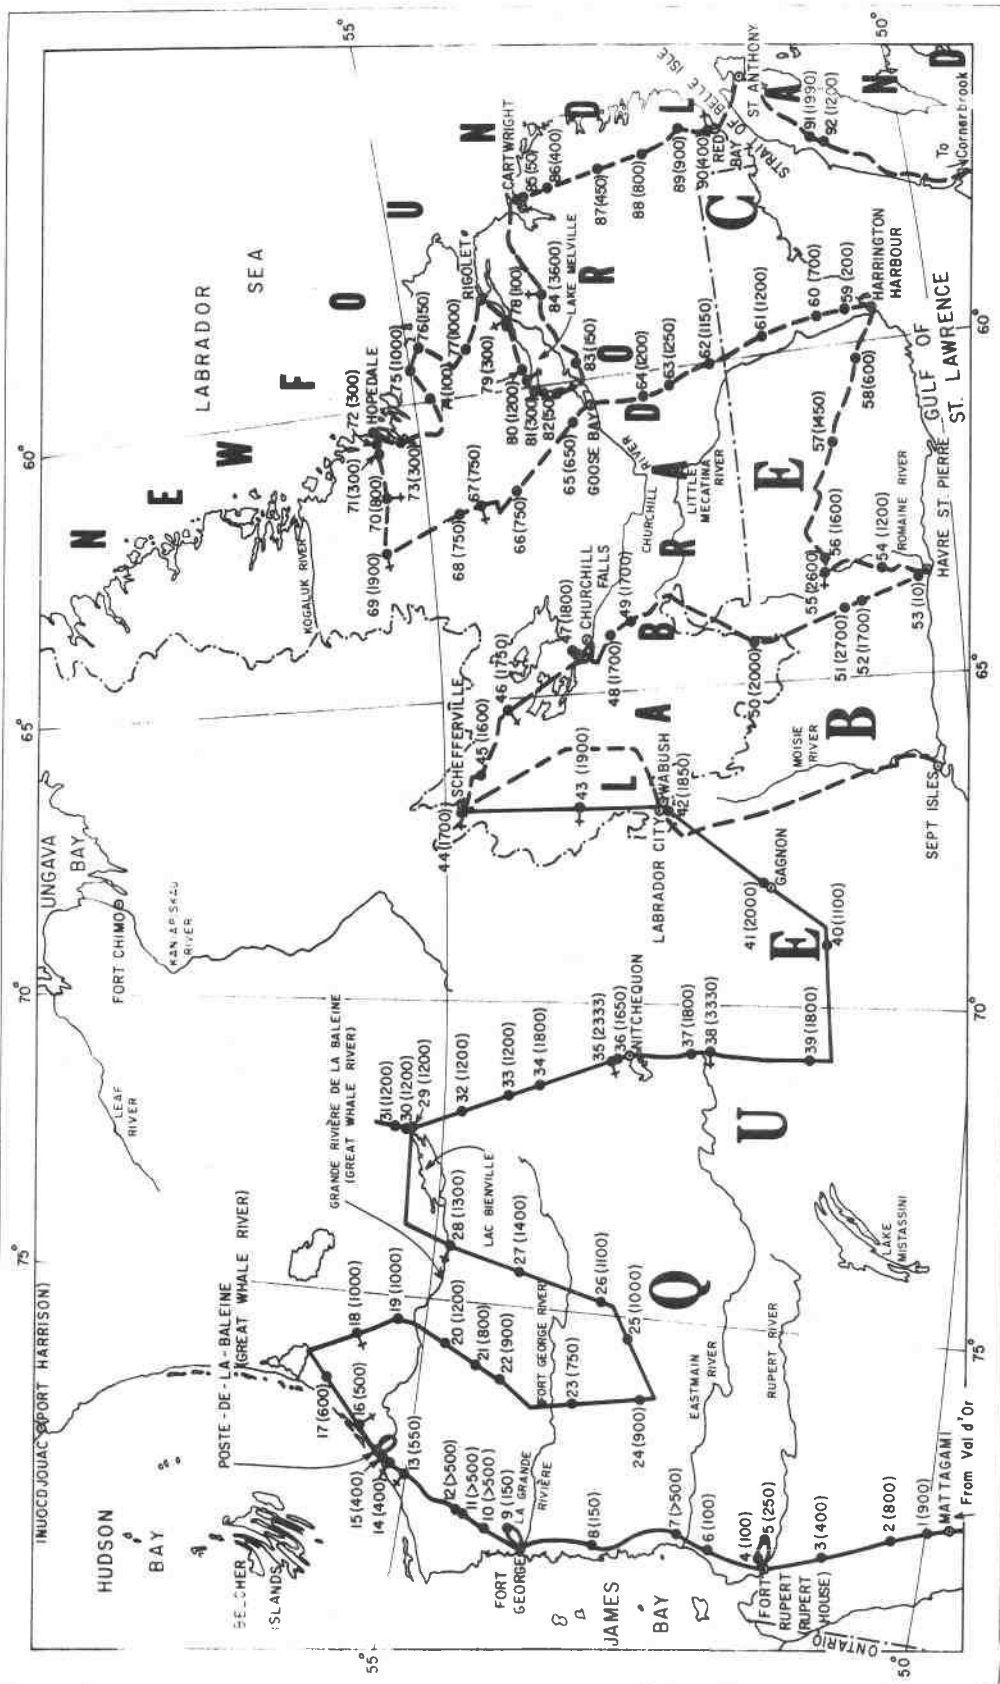 INUOCDJOUAC (PORT HARRISON)
75°
70°
65°
60°
55°
HUDSON
BAY
BELCHER
ISLANDS
POSTE-DE-LA-BALEINE
(GREAT WHALE RIVER)
LEAF
RIVER
UNGAVA
BAY
FORT CHIMO
RIVER
GRANDE RIVIÈRE DE LA BALEINE
(GREAT WHALE RIVER)
LAC BIENVILLE
KOGALUK RIVER
LABRADOR
SEA
NEWFOUNDLAND
LABRADOR
QUEBEC
55°
FORT
GEORGE
LA GRANDE
RIVIÈRE
FORT GEORGE RIVER
JAMES
BAY
EASTMAIN
RIVER
RUPERT RIVER
FORT
RUPERT
(RUPERT
HOUSE)
ONTARIO
MATTAGAMI
From Val d'Or
LAKE
MISTASSINI
NITCHEQUON
GAGNON
LABRADOR CITY
WABUSH
SCHEFFERVILLE
CHURCHILL
FALLS
CHURCHILL
RIVER
LITTLE
MECATINA
RIVER
MOISIE
RIVER
SEPT ISLES
ROMAINE RIVER
HAVRE ST. PIERRE
GOOSE BAY
HOPEDALE
RIGOLET
LAKE MELVILLE
CARTWRIGHT
RED
BAY
STRAIT OF BELLE ISLE
ST ANTHONY
To
Cornerbrook
HARRINGTON
HARBOUR
GULF OF
ST. LAWRENCE
50°
75°
70°
60°
50°
1 (900)
2 (800)
3 (400)
4 (100)
5 (250)
6 (100)
7 (>500)
8 (150)
9 (150)
10 (>500)
11 (>500)
12 (>500)
13 (550)
14 (400)
15 (400)
16 (500)
17 (600)
18 (1000)
19 (1000)
20 (1200)
21 (800)
22 (900)
23 (750)
24 (900)
25 (1000)
26 (1100)
27 (1400)
28 (1300)
29 (1200)
30 (1200)
31 (1200)
32 (1200)
33 (1200)
34 (1800)
35 (2333)
36 (1650)
37 (1800)
38 (3330)
39 (1800)
40 (1100)
41 (2000)
42 (1850)
43 (1900)
44 (1700)
45 (1600)
46 (1750)
47 (1800)
48 (1700)
49 (1700)
50 (2000)
51 (2700)
52 (1700)
53 (10)
54 (1200)
55 (2600)
56 (1600)
57 (1450)
58 (600)
59 (200)
60 (700)
61 (1200)
62 (1150)
63 (1250)
64 (1200)
65 (650)
66 (750)
67 (750)
68 (750)
69 (1900)
70 (800)
71 (300)
72 (300)
73 (300)
74 (100)
75 (1000)
76 (150)
77 (1000)
78 (100)
79 (300)
80 (1200)
81 (300)
82 (50)
83 (150)
84 (3600)
85 (50)
86 (400)
87 (450)
88 (800)
89 (900)
90 (400)
91 (1990)
92 (1200)